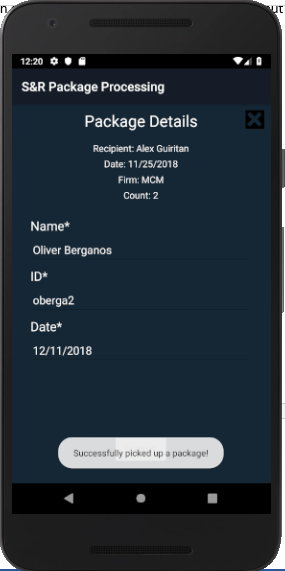 12:20
S&R Package Processing
Package Details
Recipient: Alex Guiritan
Date: 11/25/2018
Firm: MCM
Count: 2
Name*
Oliver Berganos
ID*
oberga2
Date*
12/11/2018
Successfully picked up a package!